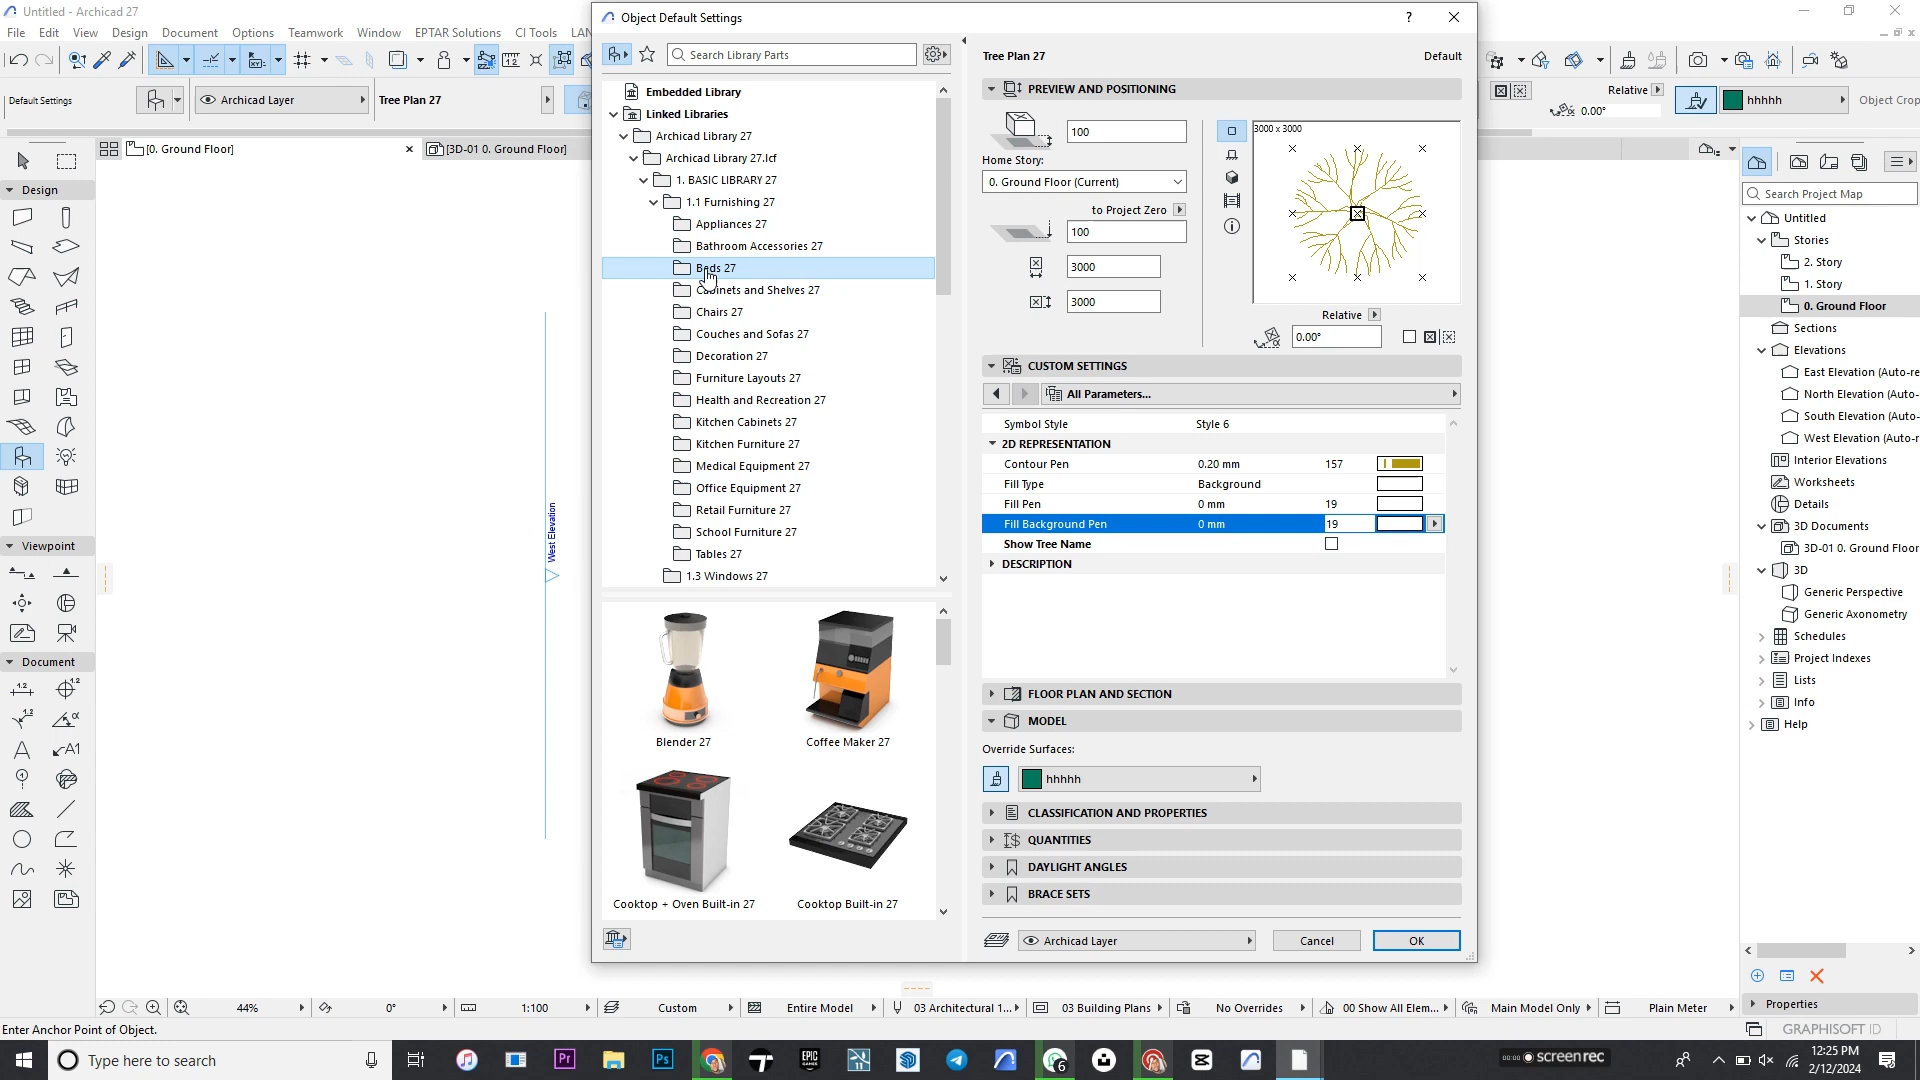 Untitled - Archicad 27
File Edit View Design Document Options Teamwork Window EPTAR Solutions CI Tools LAN
Default Settings
Archicad Layer
Tree Plan 27
[0. Ground Floor]
[3D-01 0. Ground Floor]
Design
Viewpoint
Document
West Elevation
Object Default Settings
?
Search Library Parts
Embedded Library
Linked Libraries
Archicad Library 27
Archicad Library 27.lcf
1. BASIC LIBRARY 27
1.1 Furnishing 27
Appliances 27
Bathroom Accessories 27
Beds 27
Cabinets and Shelves 27
Chairs 27
Couches and Sofas 27
Decoration 27
Furniture Layouts 27
Health and Recreation 27
Kitchen Cabinets 27
Kitchen Furniture 27
Medical Equipment 27
Office Equipment 27
Retail Furniture 27
School Furniture 27
Tables 27
1.3 Windows 27
Blender 27
Coffee Maker 27
Cooktop + Oven Built-in 27
Cooktop Built-in 27
Tree Plan 27
Default
PREVIEW AND POSITIONING
100
Home Story:
0. Ground Floor (Current)
to Project Zero
100
3000
3000
3000 x 3000
Relative
0.00°
CUSTOM SETTINGS
All Parameters...
Symbol Style Style 6
2D REPRESENTATION
Contour Pen 0.20 mm 157
Fill Type Background
Fill Pen 0 mm 19
Fill Background Pen 0 mm 19
Show Tree Name
DESCRIPTION
FLOOR PLAN AND SECTION
MODEL
Override Surfaces:
hhhhh
CLASSIFICATION AND PROPERTIES
QUANTITIES
DAYLIGHT ANGLES
BRACE SETS
Archicad Layer
Cancel
OK
Relative
0.00°
hhhhh
Object Crop
Search Project Map
Untitled
Stories
2. Story
1. Story
0. Ground Floor
Sections
Elevations
East Elevation (Auto-re
North Elevation (Auto-
South Elevation (Auto-
West Elevation (Auto-r
Interior Elevations
Worksheets
Details
3D Documents
3D-01 0. Ground Floor
3D
Generic Perspective
Generic Axonometry
Schedules
Project Indexes
Lists
Info
Help
Properties
GRAPHISOFT ID
44%
0°
1:100
Custom
Entire Model
03 Architectural 1...
03 Building Plans
No Overrides
00 Show All Elem...
Main Model Only
Plain Meter
Enter Anchor Point of Object.
Type here to search
00:00 screenrec
12:25 PM
2/12/2024